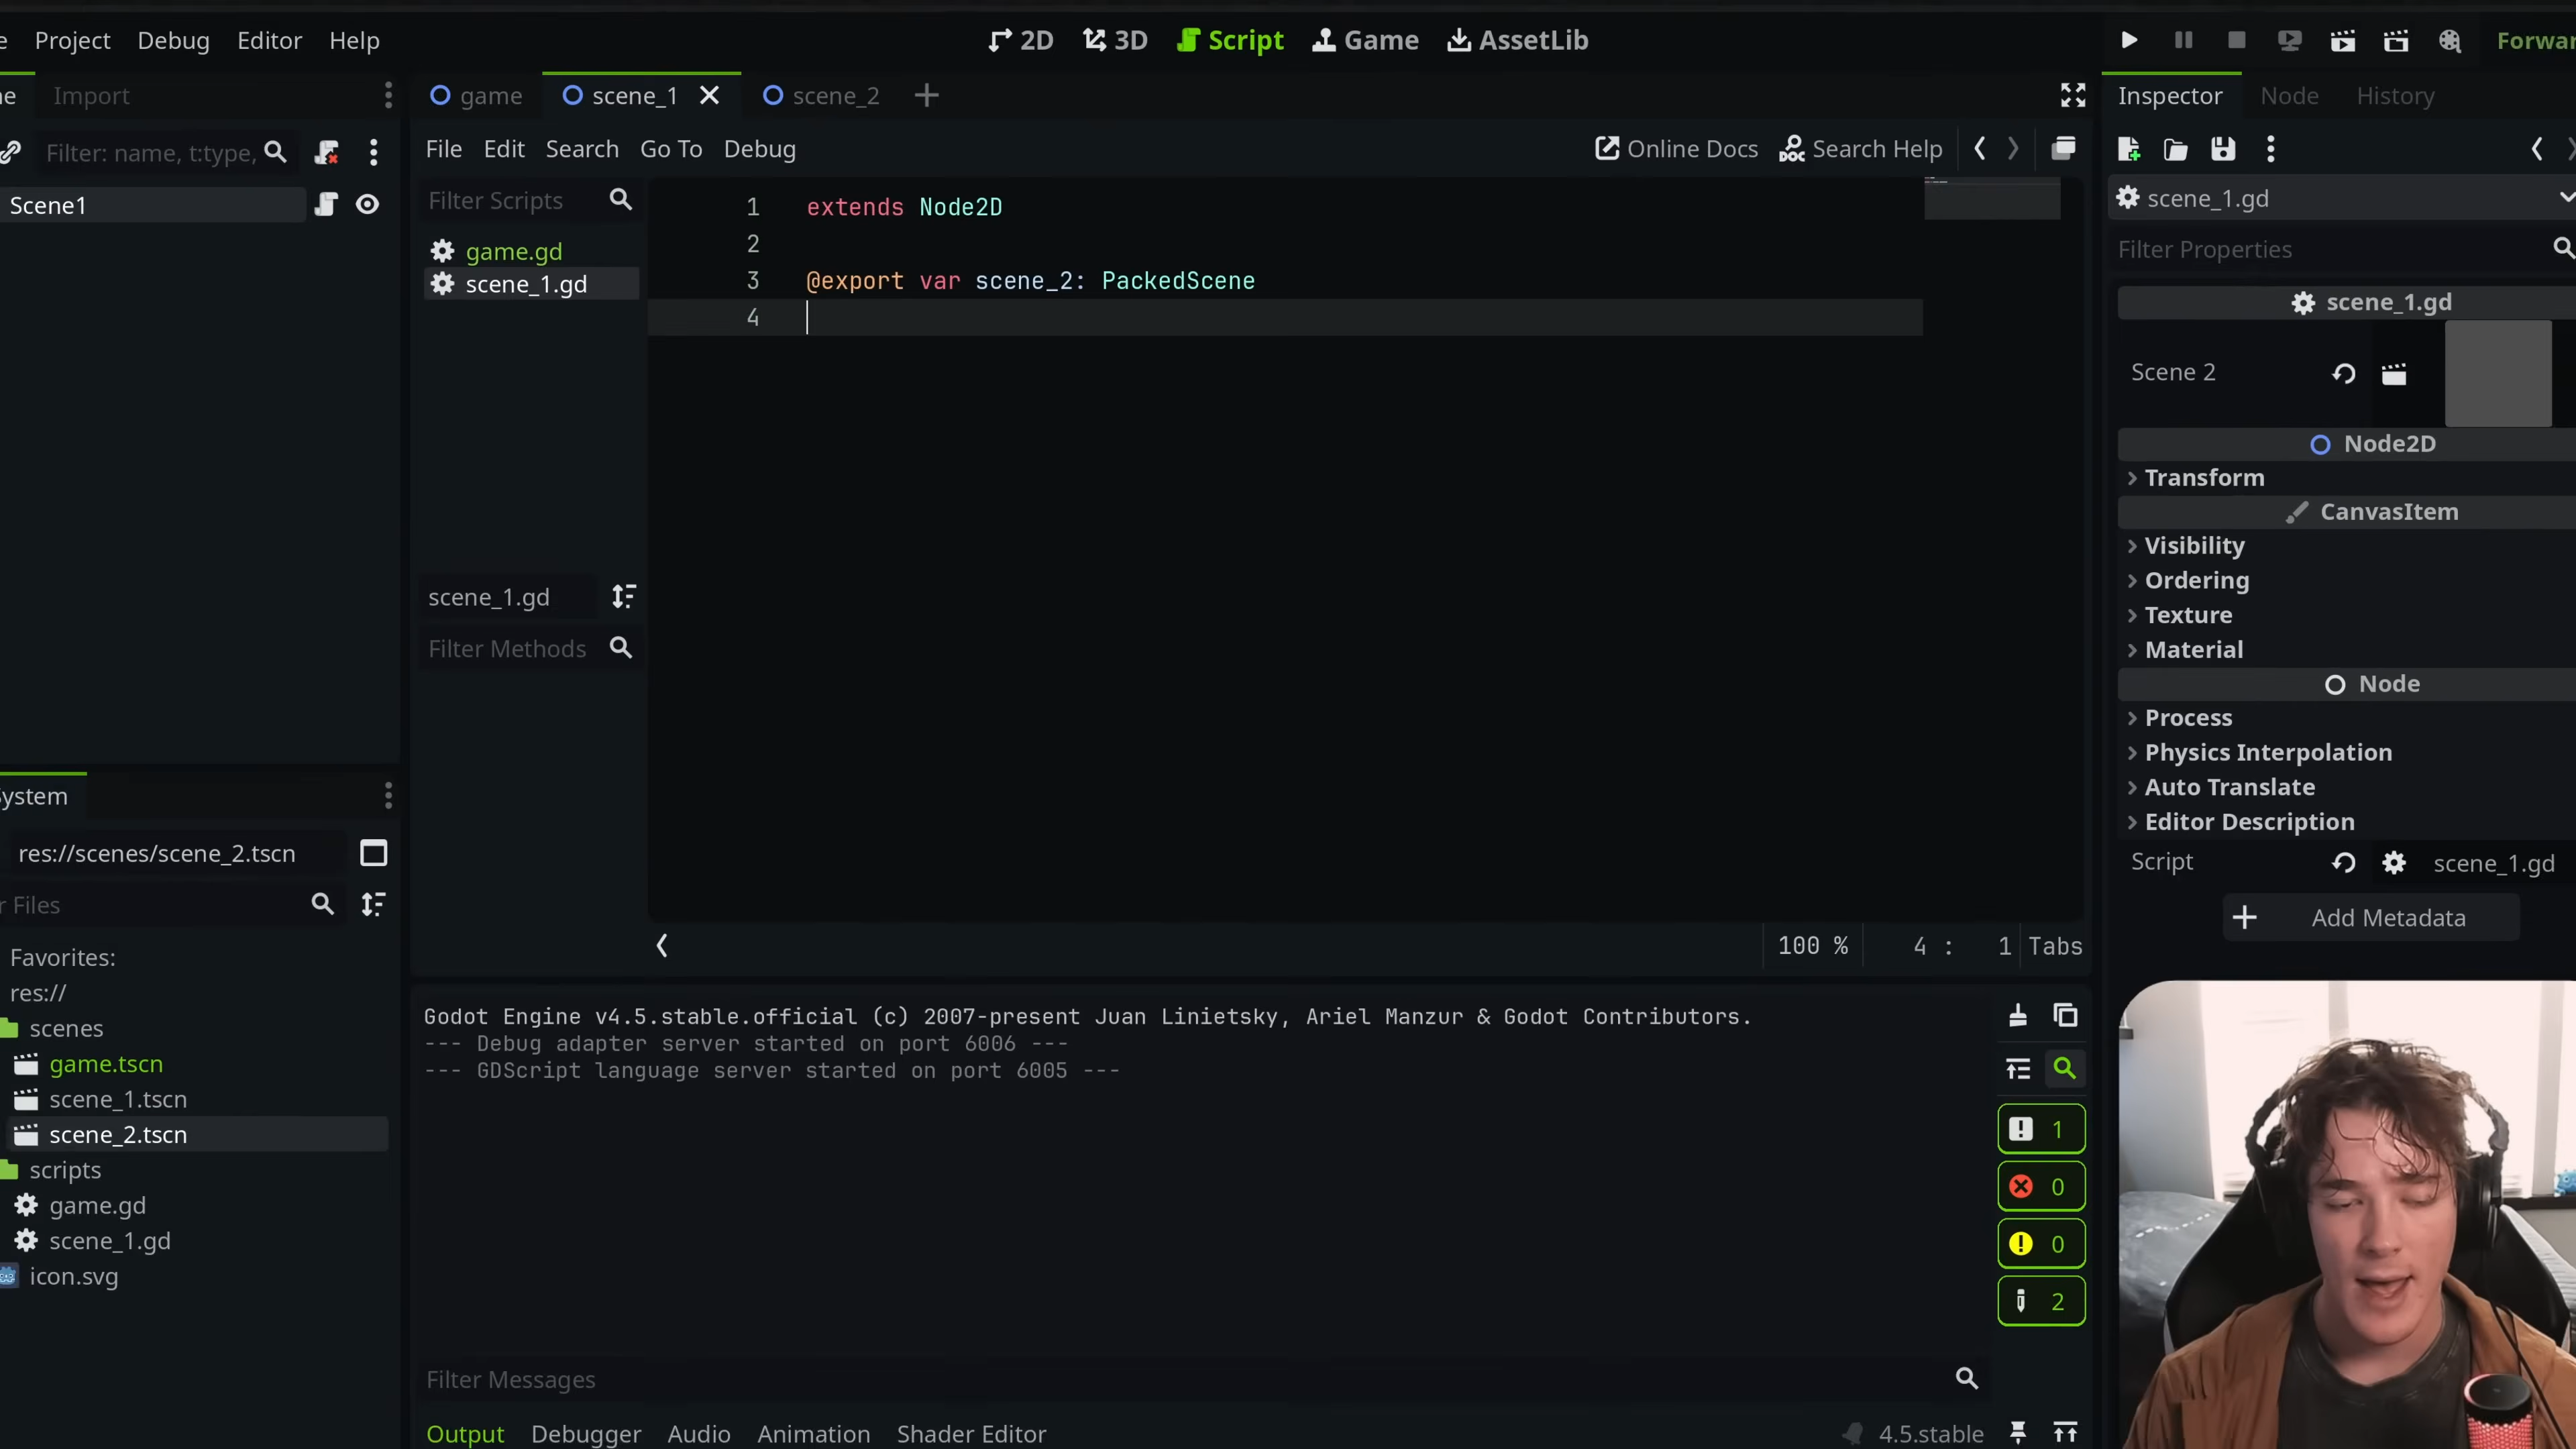 Project Debug Editor Help
2D 3D Script Game AssetLib
Import
game scene_1 scene_2
Inspector Node History
Filter: name, t:type,
File Edit Search Go To Debug
Online Docs Search Help
Scene1
Filter Scripts
game.gd
scene_1.gd
scene_1.gd
Filter Methods
1 extends Node2D
2
3 @export var scene_2: PackedScene
4
100 % 4 : 1 Tabs
scene_1.gd
Filter Properties
scene_1.gd
Scene 2
Node2D
Transform
CanvasItem
Visibility
Ordering
Texture
Material
Node
Process
Physics Interpolation
Auto Translate
Editor Description
Script scene_1.gd
Add Metadata
res://scenes/scene_2.tscn
Files
Favorites:
res://
scenes
game.tscn
scene_1.tscn
scene_2.tscn
scripts
game.gd
scene_1.gd
icon.svg
Godot Engine v4.5.stable.official (c) 2007-present Juan Linietsky, Ariel Manzur & Godot Contributors.
--- Debug adapter server started on port 6006 ---
--- GDScript language server started on port 6005 ---
1
0
0
2
Filter Messages
Output Debugger Audio Animation Shader Editor
4.5.stable